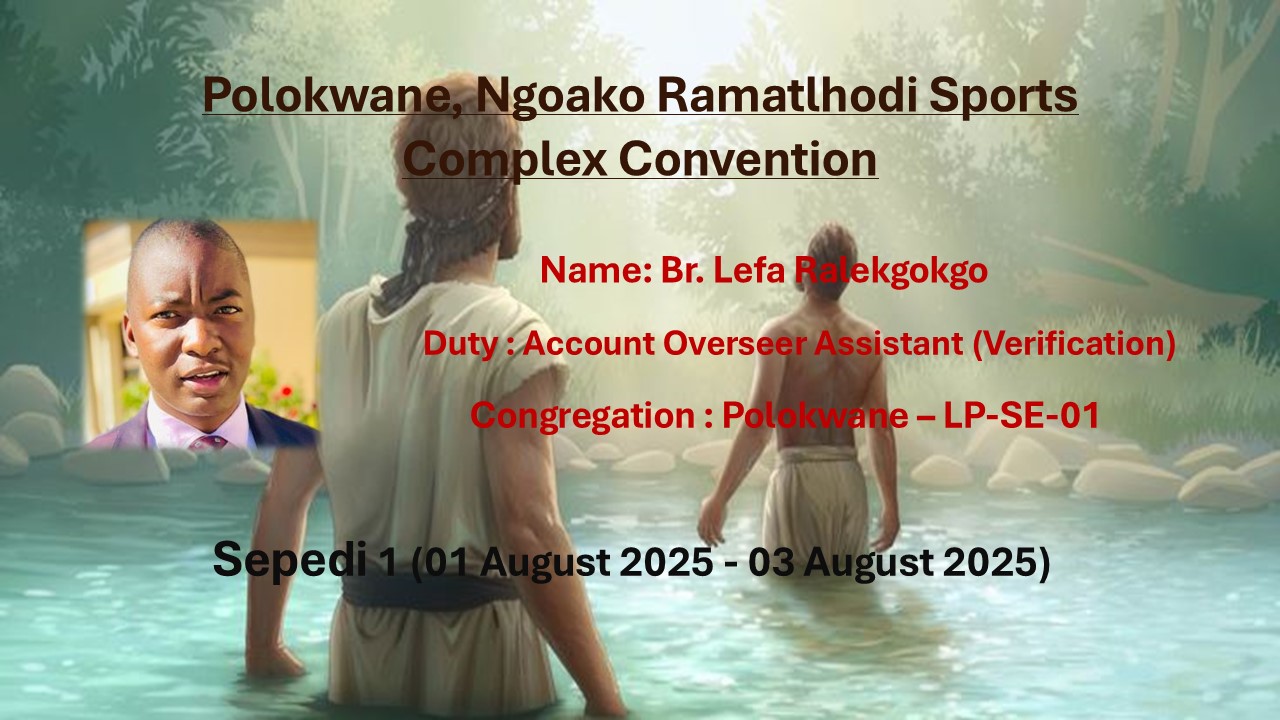 Polokwane, Ngoako Ramatlhodi Sports
Complex Convention
Name: Br. Lefa Ralekgokgo
Duty : Account Overseer Assistant (Verification)
Congregation : Polokwane – LP-SE-01
Sepedi 1 (01 August 2025 - 03 August 2025)